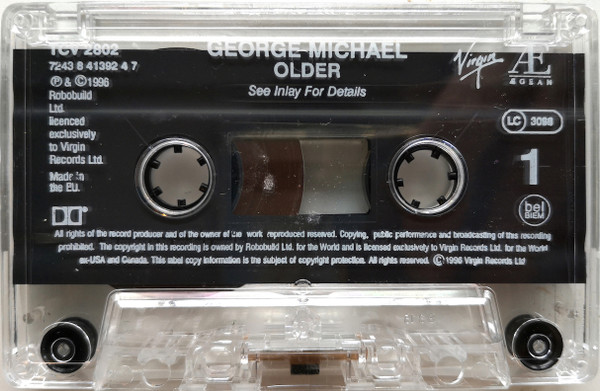 TCV 2802
7243 8 41392 4 7
Ⓟ & ©1996
Robobuild
Ltd.
licenced
exclusively
to Virgin
Records Ltd.
Made in
the EU.
GEORGE MICHAEL
OLDER
See Inlay For Details
Virgin
Æ
ÆGEAN
LC 3098
1
bel
BIEM
All rights of the record producer and of the owner of the work reproduced reserved. Copying, public performance and broadcasting of this recording
prohibited. The copyright in this recording is owned by Robobuild Ltd. for the World and is licensed exclusively to Virgin Records Ltd. for the World
ex-USA and Canada. This label copy information is the subject of copyright protection. All rights reserved. ©1996 Virgin Records Ltd